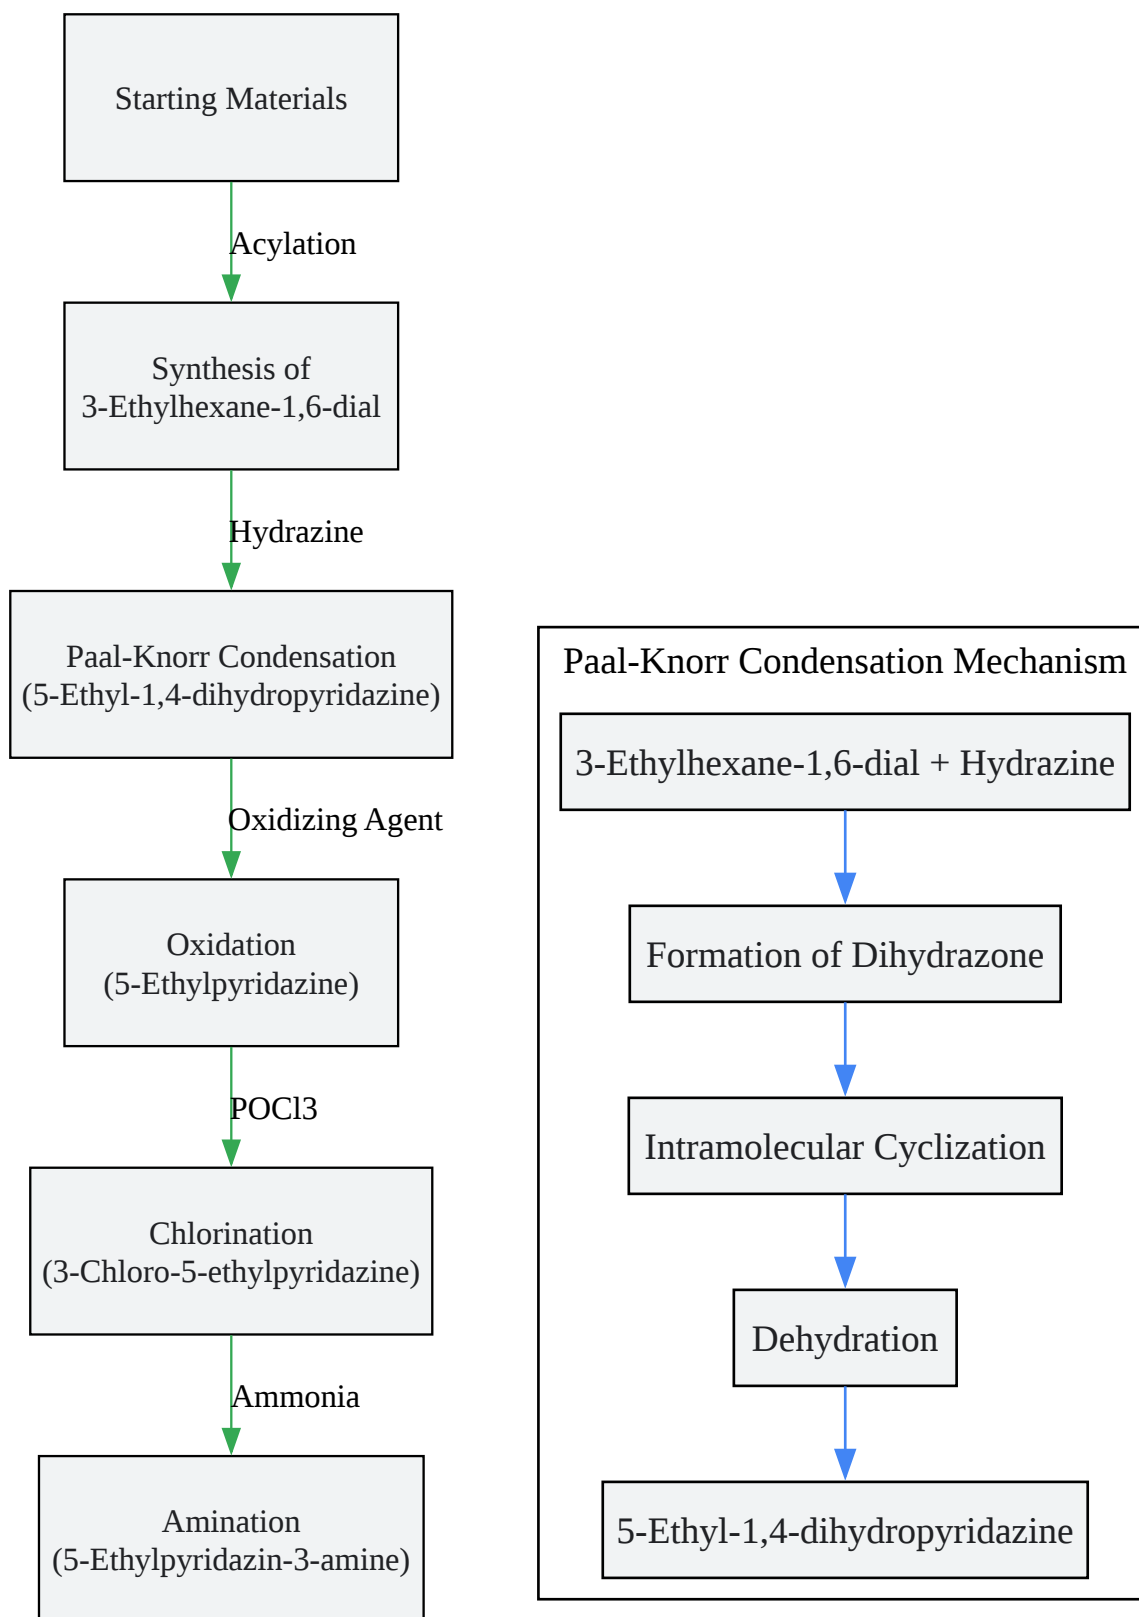 Starting Materials
Acylation
Synthesis of
3-Ethylhexane-1,6-dial
Hydrazine
Paal-Knorr Condensation
(5-Ethyl-1,4-dihydropyridazine)
Oxidizing Agent
Oxidation
(5-Ethylpyridazine)
POCl3
Chlorination
(3-Chloro-5-ethylpyridazine)
Ammonia
Amination
(5-Ethylpyridazin-3-amine)
Paal-Knorr Condensation Mechanism
3-Ethylhexane-1,6-dial + Hydrazine
Formation of Dihydrazone
Intramolecular Cyclization
Dehydration
5-Ethyl-1,4-dihydropyridazine